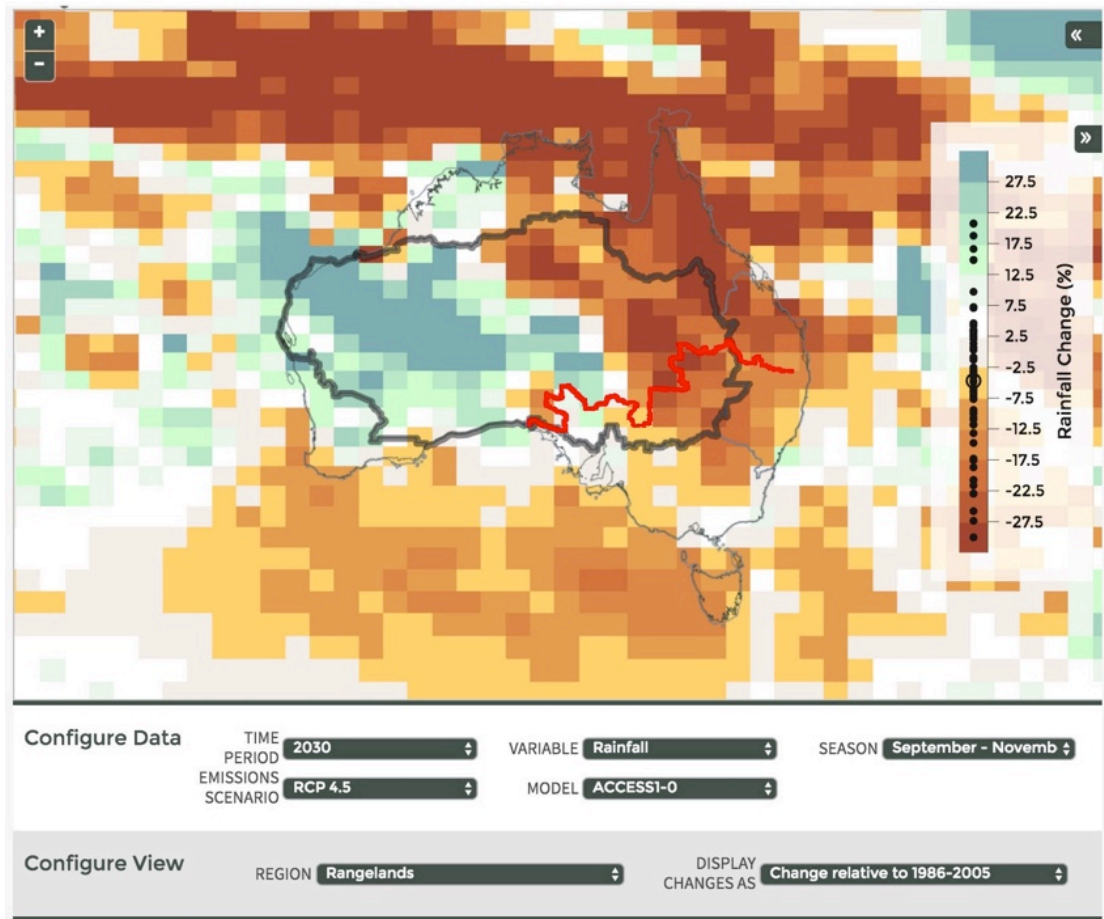 +
−
«
»
27.5
22.5
17.5
12.5
7.5
2.5
-2.5
-7.5
-12.5
-17.5
-22.5
-27.5
Rainfall Change (%)
Configure Data
TIME PERIOD 2030
VARIABLE Rainfall
SEASON September - Novemb
EMISSIONS SCENARIO RCP 4.5
MODEL ACCESS1-0
Configure View
REGION Rangelands
DISPLAY CHANGES AS Change relative to 1986-2005